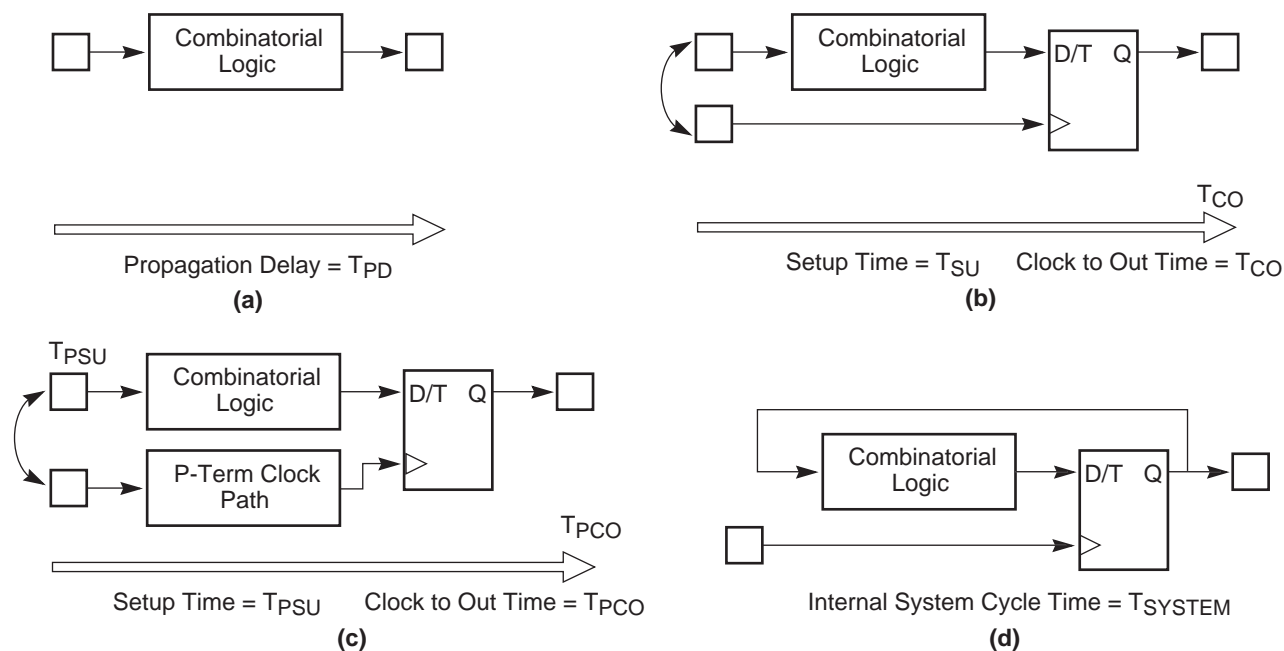 Combinatorial
Logic
Propagation Delay = TPD
(a)
Combinatorial
Logic
D/T Q
TCO
Setup Time = TSU Clock to Out Time = TCO
(b)
TPSU
Combinatorial
Logic
D/T Q
P-Term Clock
Path
TPCO
Setup Time = TPSU Clock to Out Time = TPCO
(c)
Combinatorial
Logic
D/T Q
Internal System Cycle Time = TSYSTEM
(d)